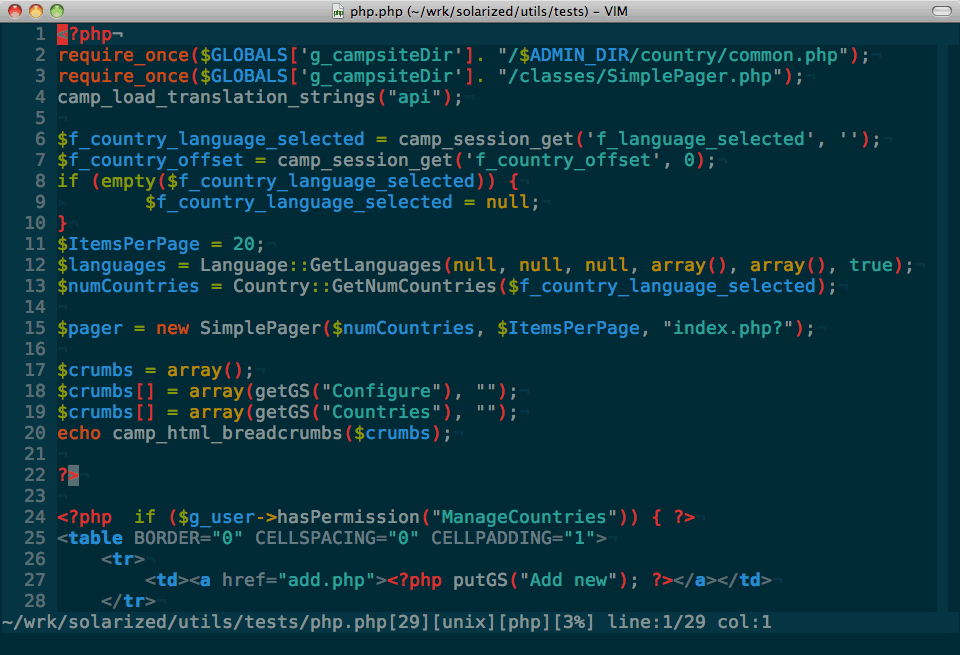 php.php (~/wrk/solarized/utils/tests) – VIM
1 <?php¬
2 require_once($GLOBALS['g_campsiteDir']. "/$ADMIN_DIR/country/common.php");¬
3 require_once($GLOBALS['g_campsiteDir']. "/classes/SimplePager.php");¬
4 camp_load_translation_strings("api");¬
5 ¬
6 $f_country_language_selected = camp_session_get('f_language_selected', '');¬
7 $f_country_offset = camp_session_get('f_country_offset', 0);¬
8 if (empty($f_country_language_selected)) {¬
9 ▸       $f_country_language_selected = null;¬
10 }¬
11 $ItemsPerPage = 20;¬
12 $languages = Language::GetLanguages(null, null, null, array(), array(), true);¬
13 $numCountries = Country::GetNumCountries($f_country_language_selected);¬
14 ¬
15 $pager = new SimplePager($numCountries, $ItemsPerPage, "index.php?");¬
16 ¬
17 $crumbs = array();¬
18 $crumbs[] = array(getGS("Configure"), "");¬
19 $crumbs[] = array(getGS("Countries"), "");¬
20 echo camp_html_breadcrumbs($crumbs);¬
21 ¬
22 ?>¬
23 ¬
24 <?php  if ($g_user->hasPermission("ManageCountries")) { ?>¬
25 <table BORDER="0" CELLSPACING="0" CELLPADDING="1">¬
26     <tr>¬
27         <td><a href="add.php"><?php putGS("Add new"); ?></a></td>¬
28     </tr>¬
~/wrk/solarized/utils/tests/php.php[29][unix][php][3%] line:1/29 col:1